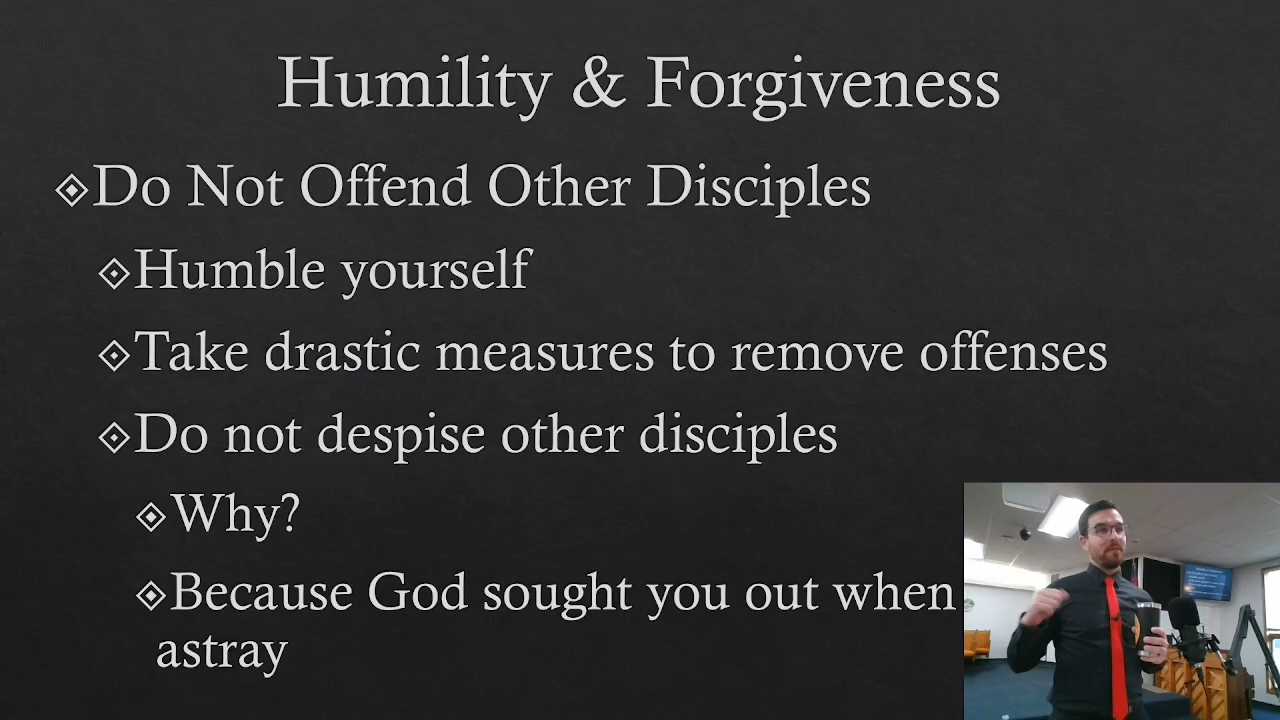 Humility & Forgiveness
Do Not Offend Other Disciples
Humble yourself
Take drastic measures to remove offenses
Do not despise other disciples
Why?
Because God sought you out when
astray